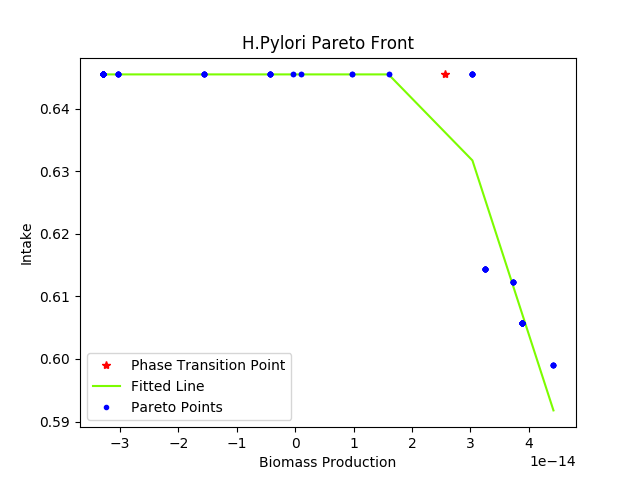 H.Pylori Pareto Front
Intake
0.64
0.63
0.62
0.61
0.60
0.59
Phase Transition Point
Fitted Line
Pareto Points
−3 −2 −1 0 1 2 3 4
Biomass Production
1e−14